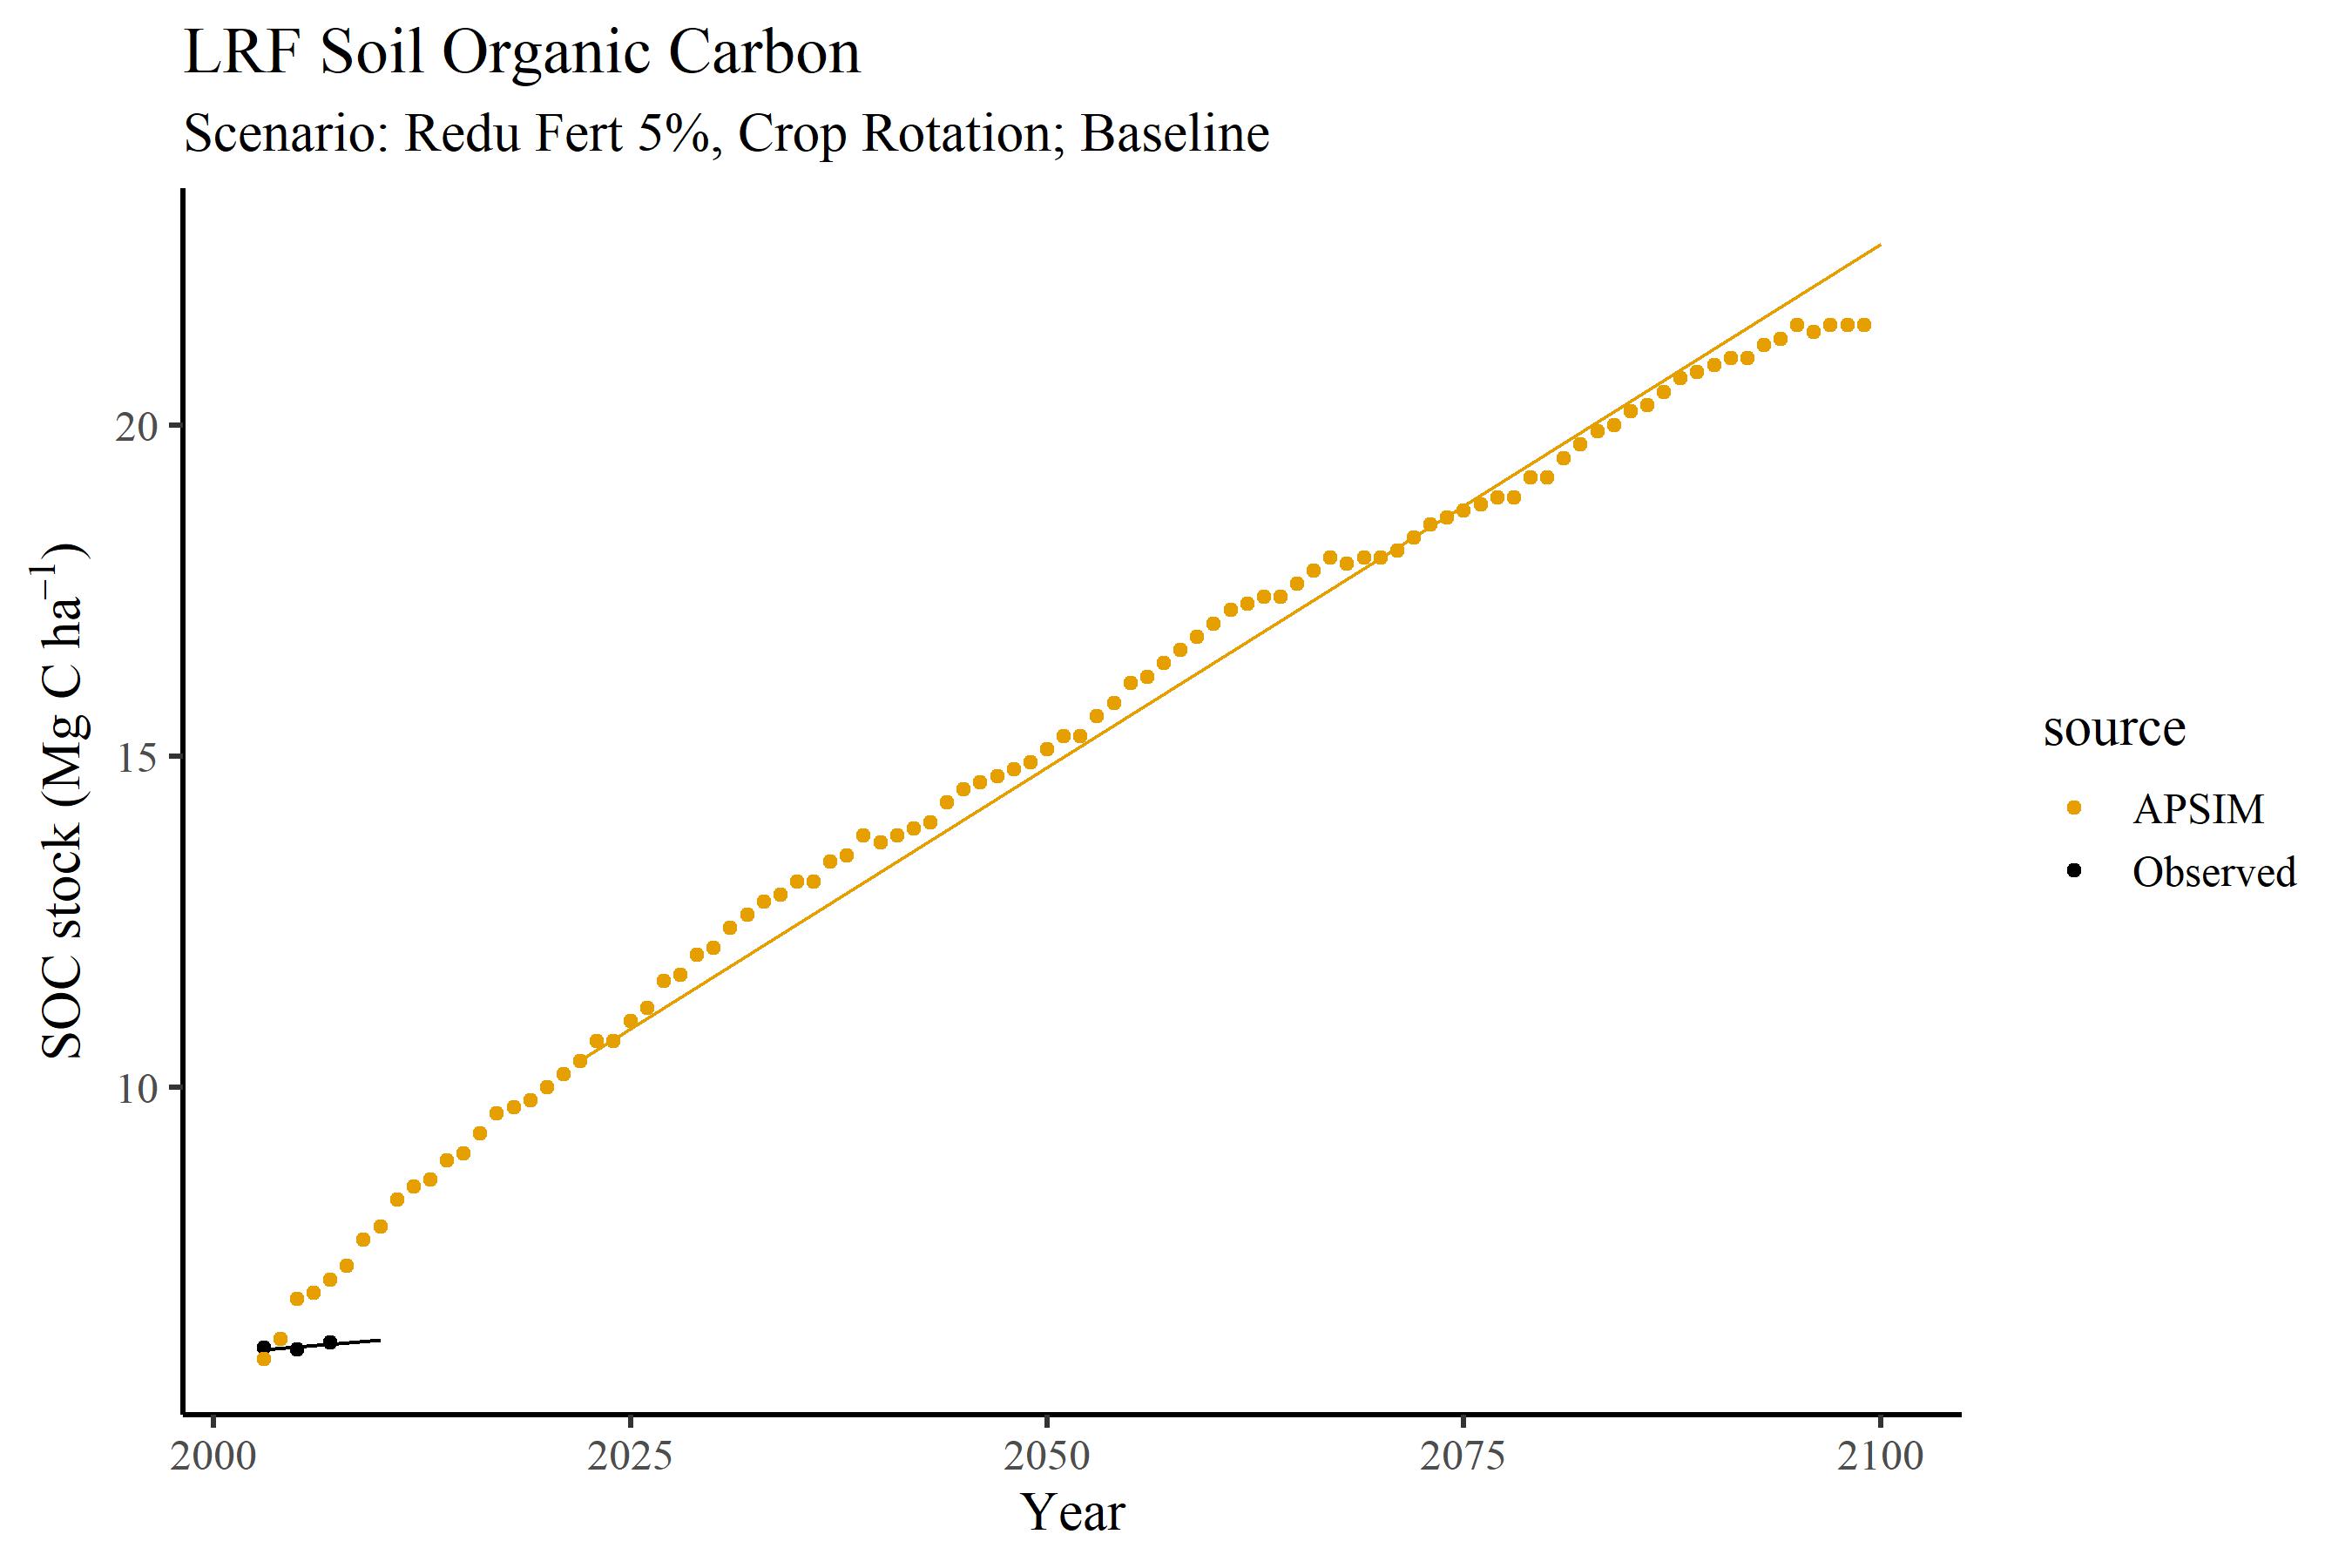 LRF Soil Organic Carbon
Scenario: Redu Fert 5%, Crop Rotation; Baseline
SOC stock (Mg C ha⁻¹)
20
15
10
2000 2025 2050 2075 2100
Year
source
APSIM
Observed